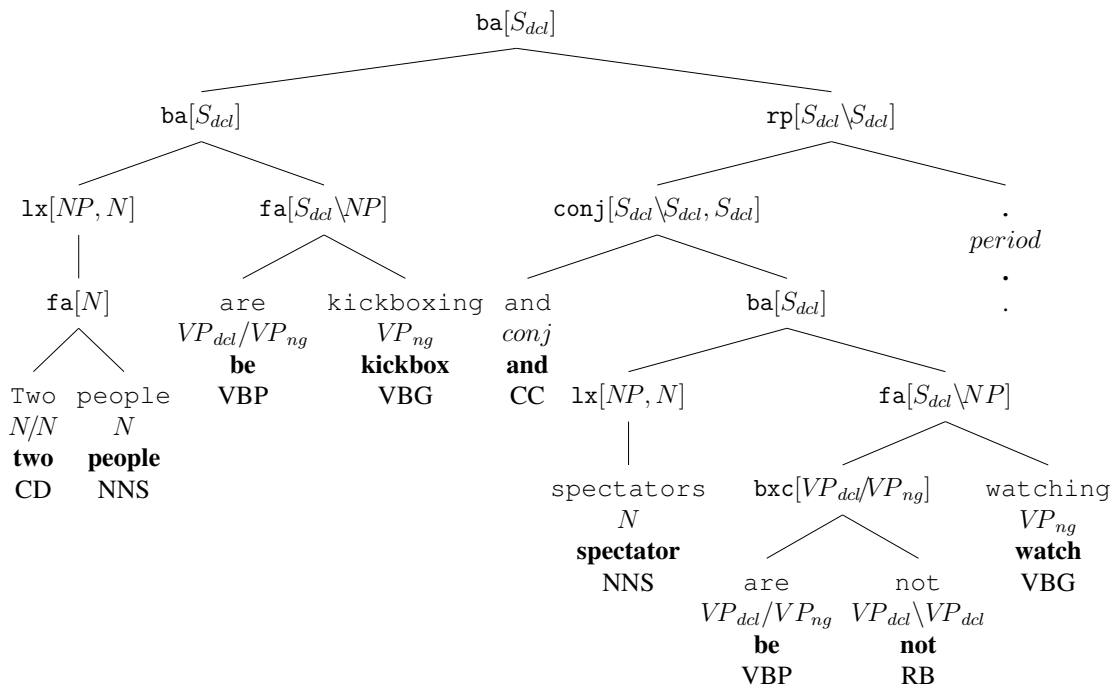 ba[S_dcl]
ba[S_dcl] rp[S_dcl\S_dcl]
lx[NP, N] fa[S_dcl\NP] conj[S_dcl\S_dcl, S_dcl] .
period
.
.
fa[N] are kickboxing and ba[S_dcl]
VP_dcl/VP_ng VP_ng conj
be kickbox and
VBP VBG CC
Two people lx[NP, N] fa[S_dcl\NP]
N/N N
two people
CD NNS
spectators bxc[VP_dcl/VP_ng] watching
N VP_ng
spectator watch
NNS VBG
are not
VP_dcl/VP_ng VP_dcl\VP_dcl
be not
VBP RB